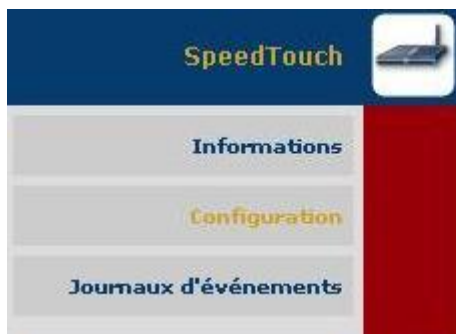 SpeedTouch
Informations
Configuration
Journaux d'événements